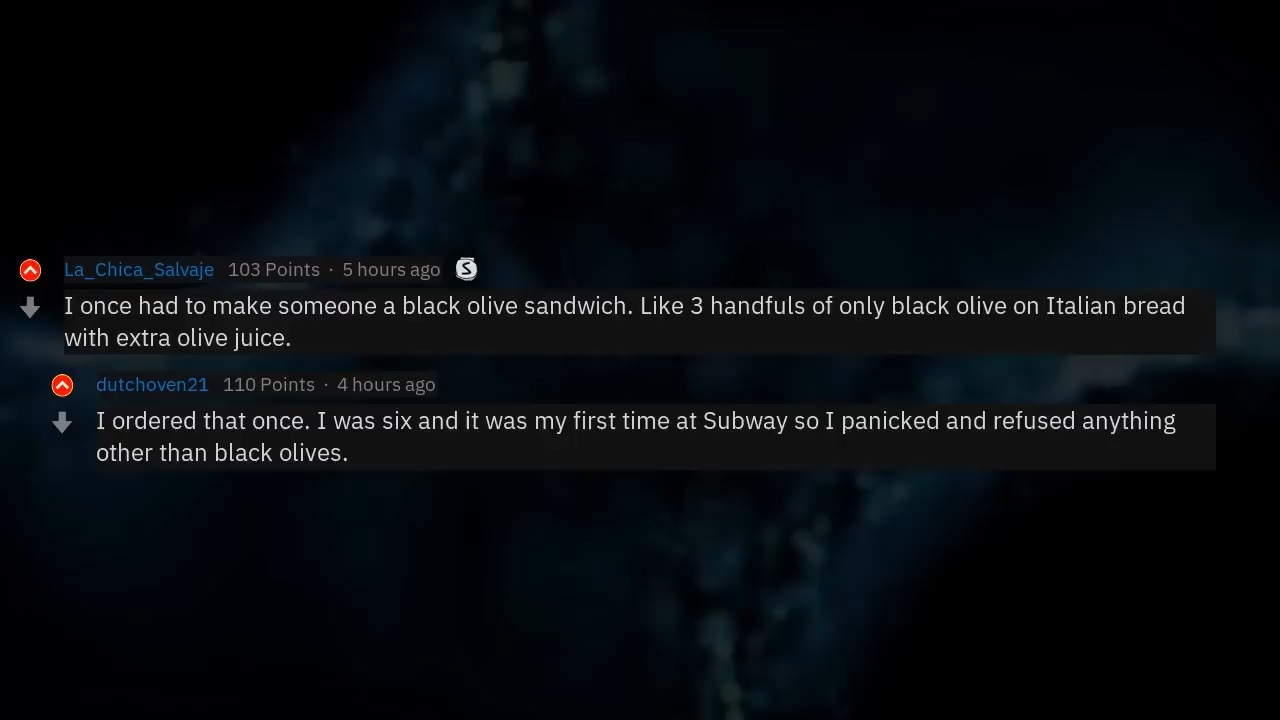 La_Chica_Salvaje 103 Points · 5 hours ago S
I once had to make someone a black olive sandwich. Like 3 handfuls of only black olive on Italian bread
with extra olive juice.
dutchoven21 110 Points · 4 hours ago
I ordered that once. I was six and it was my first time at Subway so I panicked and refused anything
other than black olives.